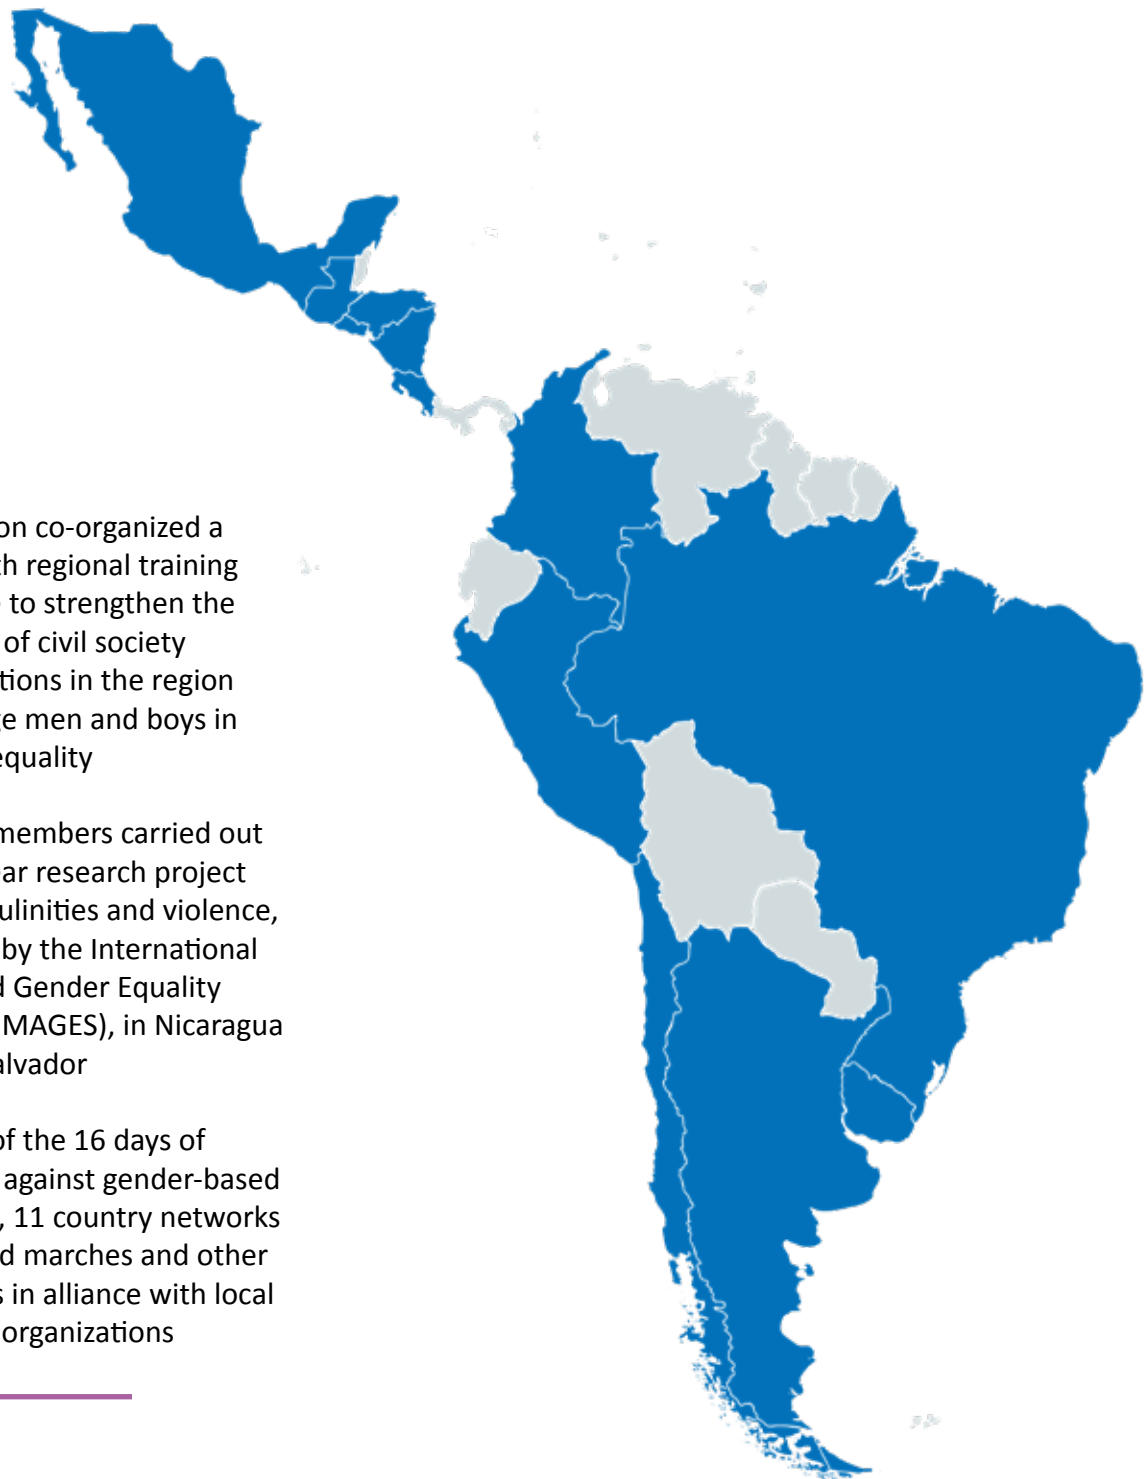 on co-organized a
th regional training
to strengthen the
of civil society
tions in the region
ge men and boys in
equality
members carried out
ar research project
ulinities and violence,
by the International
d Gender Equality
MAGES), in Nicaragua
alvador
of the 16 days of
against gender-based
, 11 country networks
d marches and other
s in alliance with local
organizations